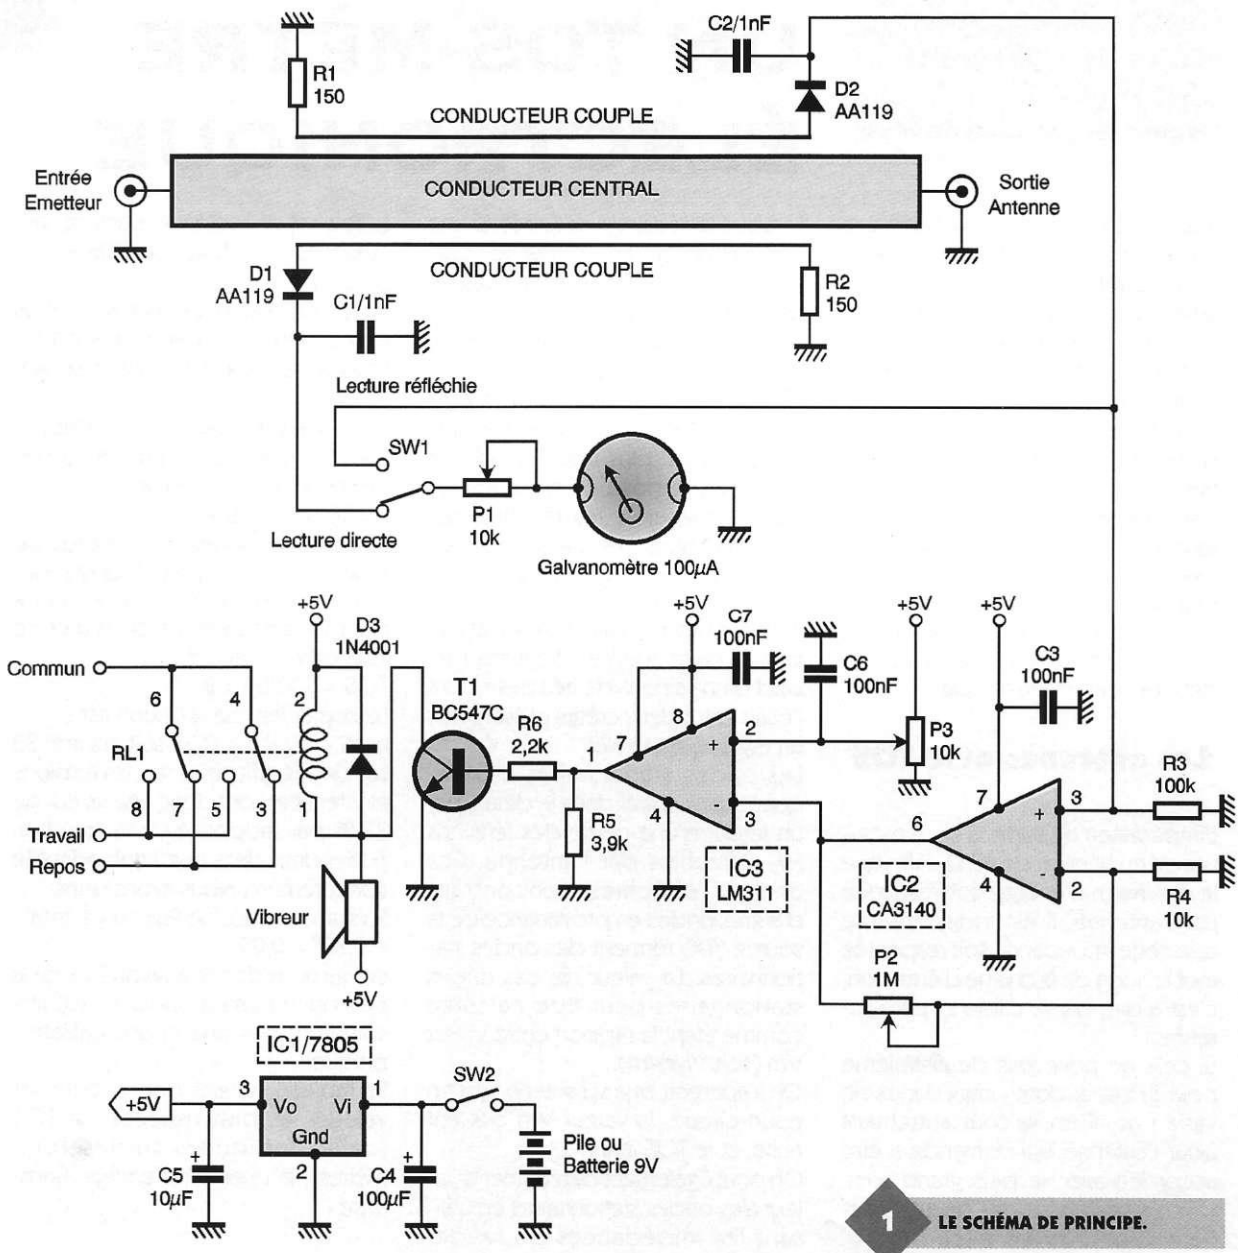 C2/1nF
R1
150
D2
AA119
CONDUCTEUR COUPLE
Entrée
Emetteur
CONDUCTEUR CENTRAL
Sortie
Antenne
D1
AA119
CONDUCTEUR COUPLE
C1/1nF
R2
150
Lecture réfléchie
SW1
P1
10k
Lecture directe
Galvanomètre 100µA
+5V
D3
1N4001
+5V
C7
100nF
+5V
+5V
Commun
6
4
2
T1
BC547C
R6
2,2k
C6
100nF
C3
100nF
P3
10k
RL1
8
7
5
3
1
1
7
8
+
2
4
-
3
R5
3,9k
6
7
+
3
4
-
2
R3
100k
R4
10k
Travail
Repos
Vibreur
+5V
IC3
LM311
IC2
CA3140
P2
1M
IC1/7805
+5V
3
Vo
Vi
1
Gnd
2
SW2
+
C5
10µF
+
C4
100µF
Pile ou
Batterie 9V
1
LE SCHÉMA DE PRINCIPE.